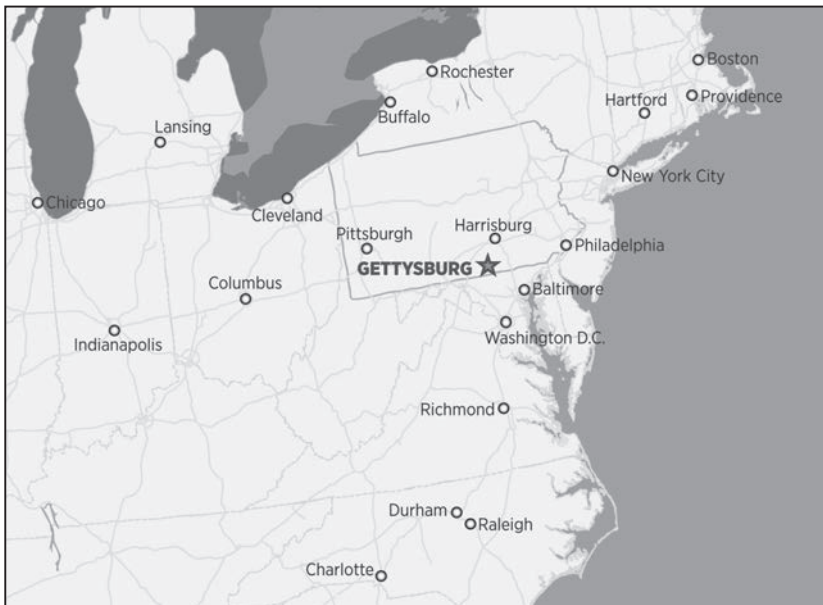 Boston
Rochester
Providence
Hartford
Buffalo
Lansing
New York City
Chicago
Cleveland
Harrisburg
Pittsburgh
Philadelphia
GETTYSBURG
Columbus
Baltimore
Indianapolis
Washington D.C.
Richmond
Durham
Raleigh
Charlotte